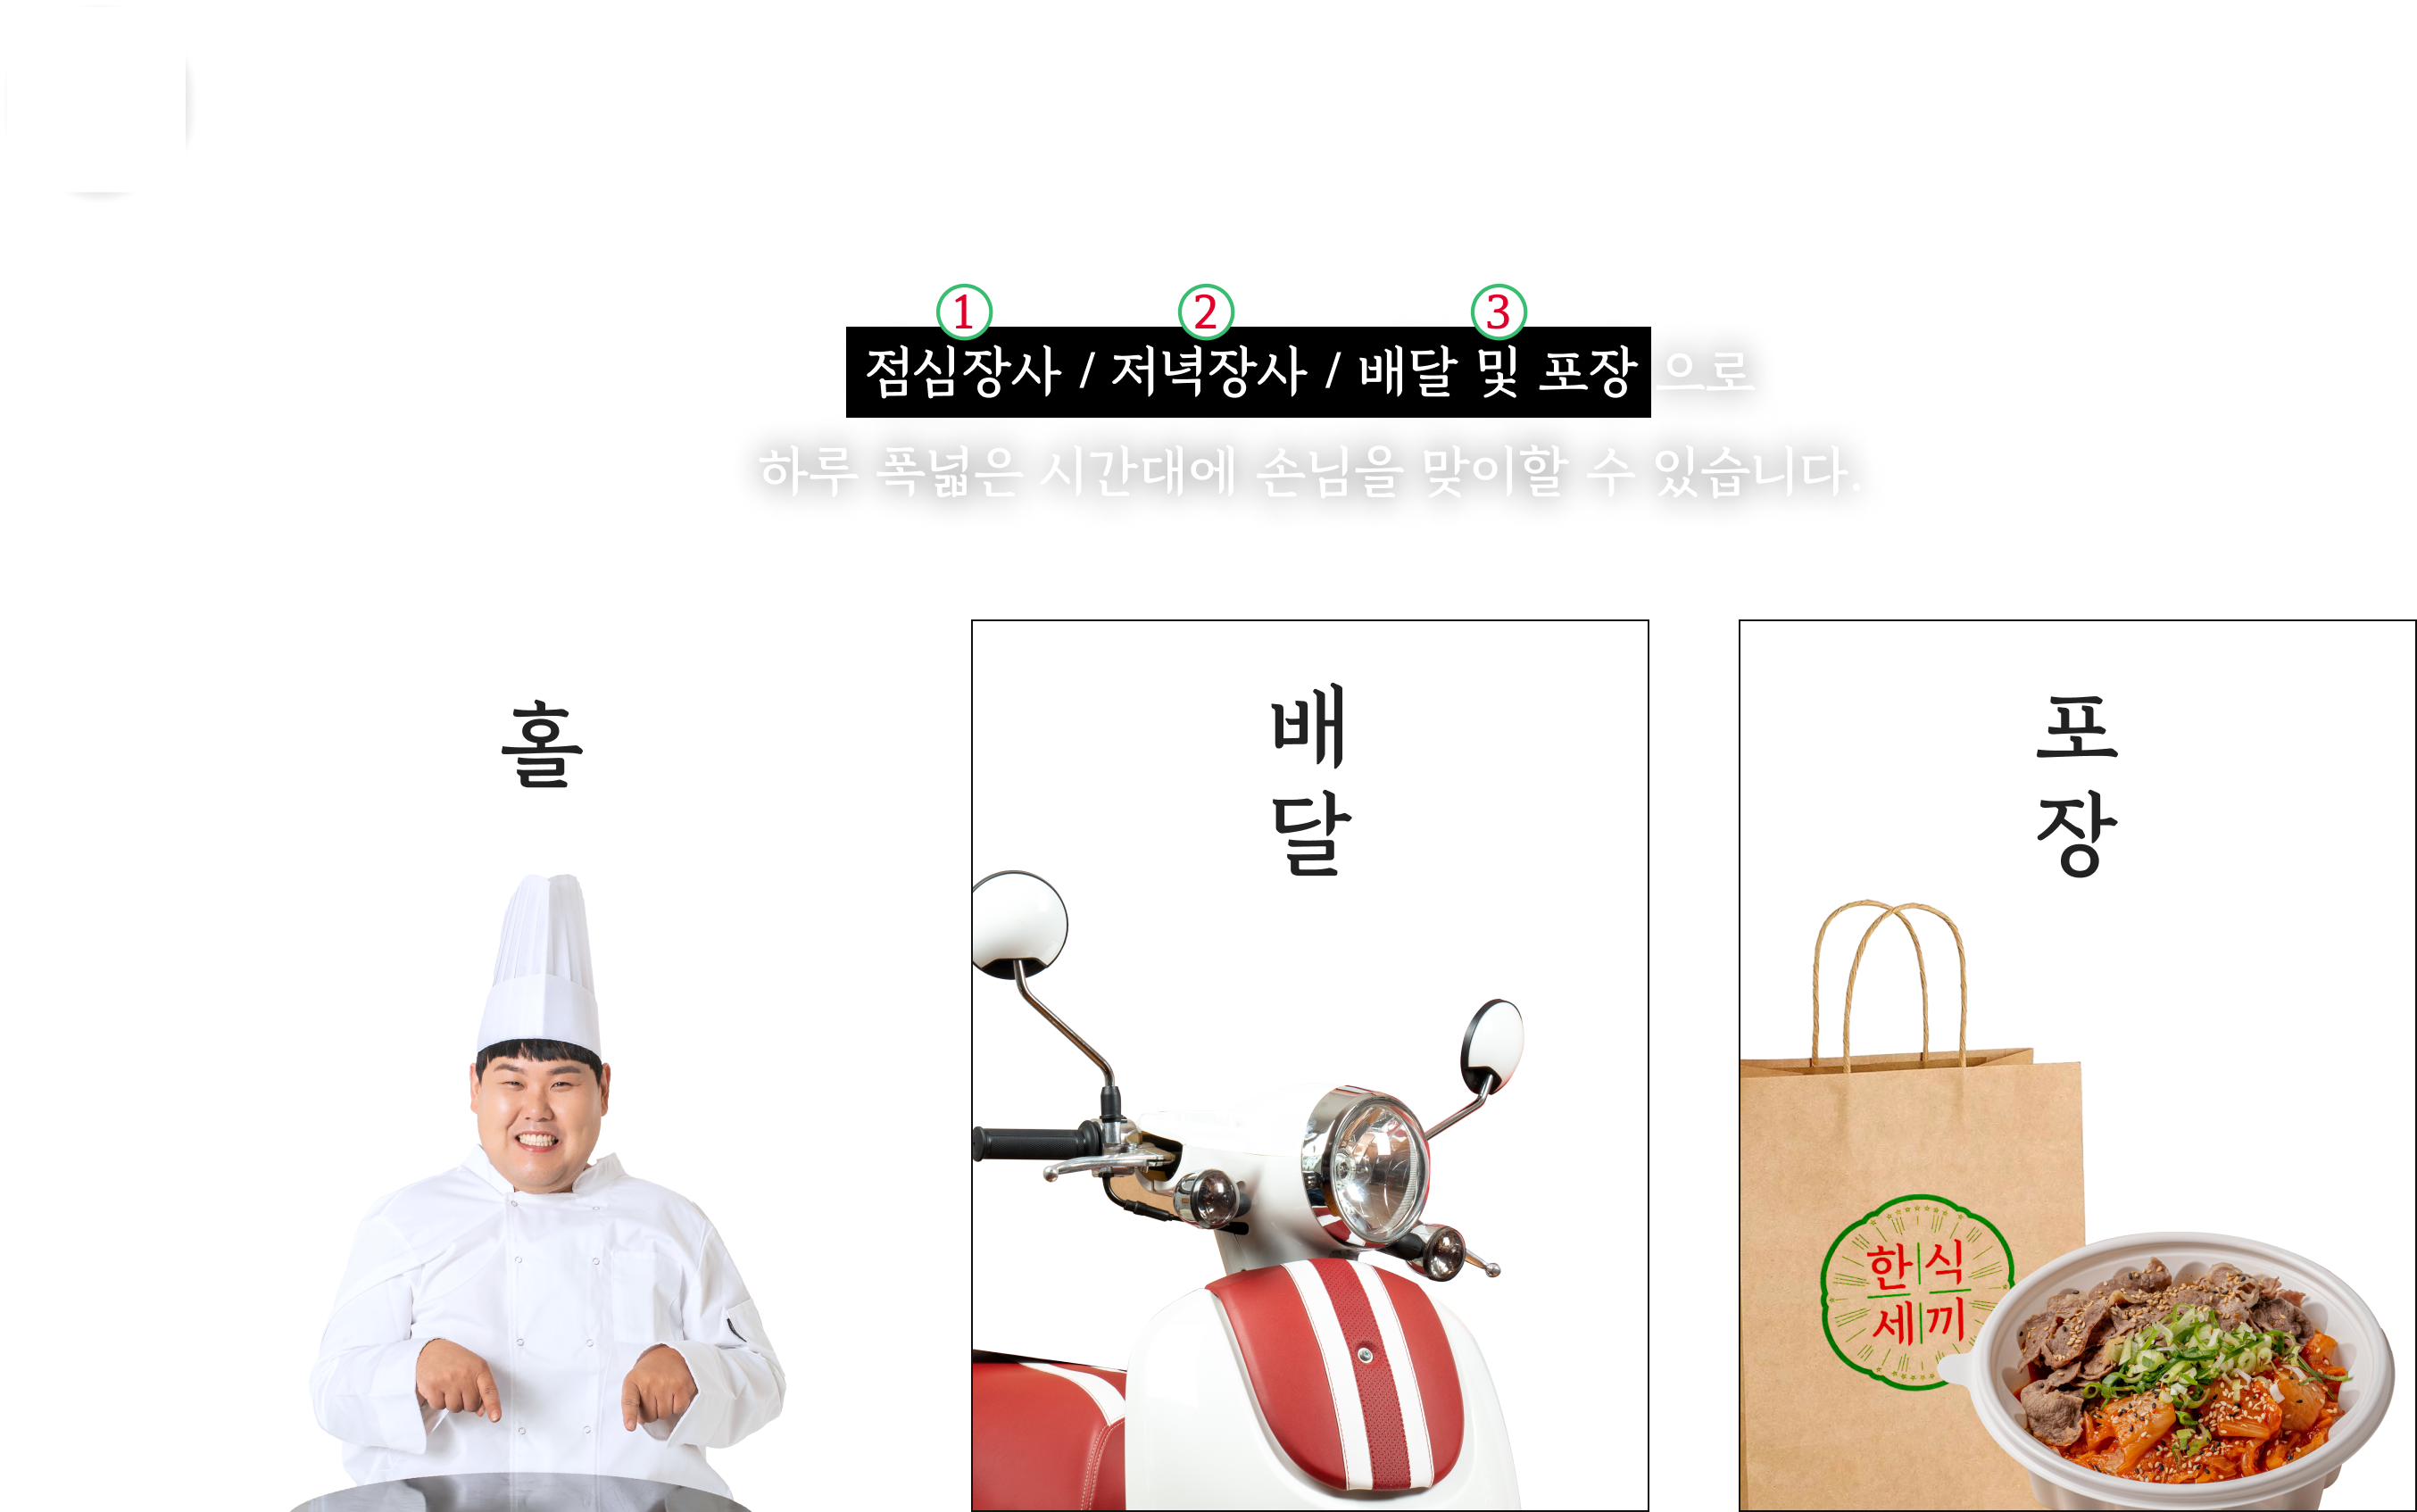 1 2 3
점심장사 / 저녁장사 / 배달 및 포장 으로
하루 폭넓은 시간대에 손님을 맞이할 수 있습니다.
홀
배
달
포
장
한식
세끼